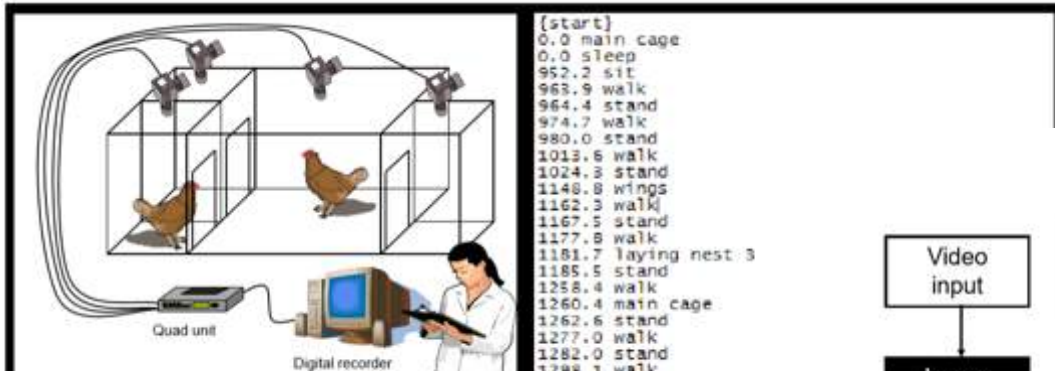 Quad unit
Digital recorder
{start}
0.0 main cage
0.0 sleep
952.2 sit
963.9 walk
964.4 stand
974.7 walk
980.0 stand
1013.6 walk
1024.3 stand
1148.8 wings
1162.3 walk
1167.5 stand
1177.8 walk
1181.7 laying nest 3
1185.5 stand
1258.4 walk
1260.4 main cage
1262.6 stand
1277.0 walk
1282.0 stand
1288.1 walk
Video
input